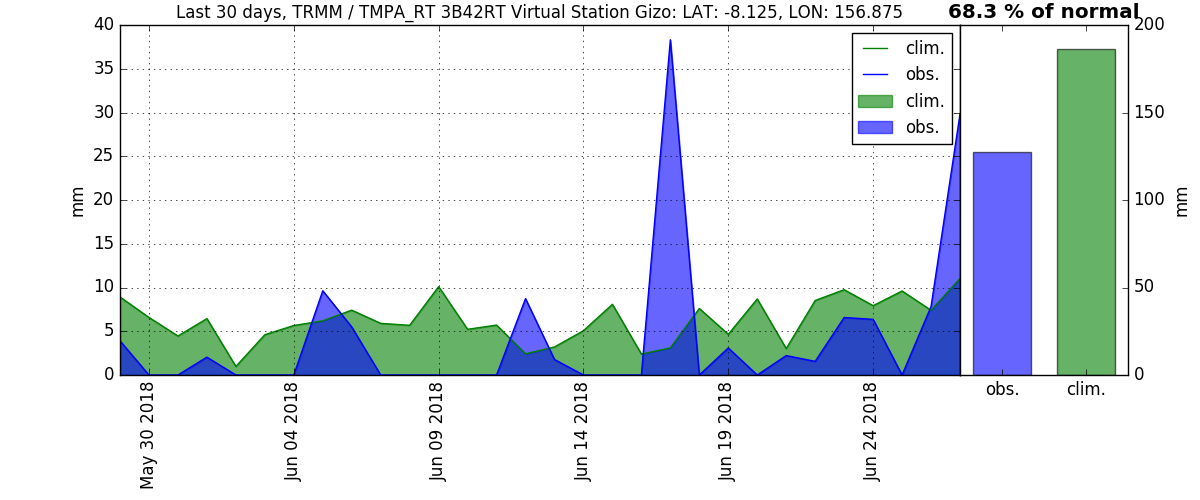 Last 30 days, TRMM / TMPA_RT 3B42RT Virtual Station Gizo: LAT: -8.125, LON: 156.875
68.3 % of normal
40
35
30
25
20
15
10
5
0
mm
clim.
obs.
clim.
obs.
May 30 2018
Jun 04 2018
Jun 09 2018
Jun 14 2018
Jun 19 2018
Jun 24 2018
200
150
100
50
0
mm
obs.
clim.